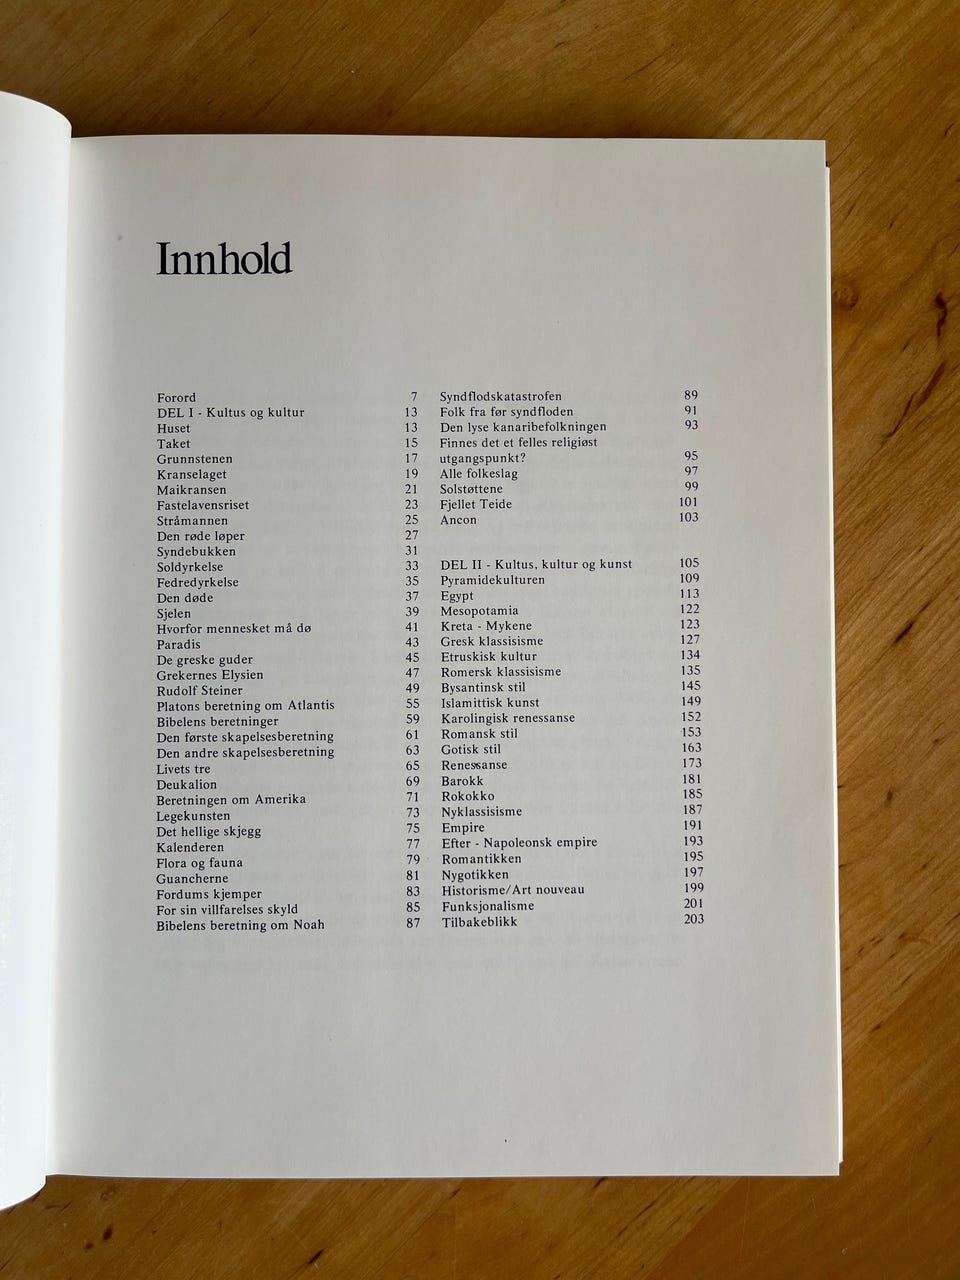 Innhold
Forord 7
DEL I - Kultus og kultur 13
Huset 13
Taket 15
Grunnstenen 17
Kranselaget 19
Maikransen 21
Fastelavensriset 23
Stråmannen 25
Den røde løper 27
Syndebukken 31
Soldyrkelse 33
Fedredyrkelse 35
Den døde 37
Sjelen 39
Hvorfor mennesket må dø 41
Paradis 43
De greske guder 45
Grekernes Elysien 47
Rudolf Steiner 49
Platons beretning om Atlantis 55
Bibelens beretninger 59
Den første skapelsesberetning 61
Den andre skapelsesberetning 63
Livets tre 65
Deukalion 69
Beretningen om Amerika 71
Legekunsten 73
Det hellige skjegg 75
Kalenderen 77
Flora og fauna 79
Guancherne 81
Fordums kjemper 83
For sin villfarelses skyld 85
Bibelens beretning om Noah 87
Syndflodskatastrofen 89
Folk fra før syndfloden 91
Den lyse kanaribefolkningen 93
Finnes det et felles religiøst
utgangspunkt? 95
Alle folkeslag 97
Solstøttene 99
Fjellet Teide 101
Ancon 103
DEL II - Kultus, kultur og kunst 105
Pyramidekulturen 109
Egypt 113
Mesopotamia 122
Kreta - Mykene 123
Gresk klassisisme 127
Etruskisk kultur 134
Romersk klassisisme 135
Bysantinsk stil 145
Islamittisk kunst 149
Karolingisk renessanse 152
Romansk stil 153
Gotisk stil 163
Renessanse 173
Barokk 181
Rokokko 185
Nyklassisisme 187
Empire 191
Efter - Napoleonsk empire 193
Romantikken 195
Nygotikken 197
Historisme/Art nouveau 199
Funksjonalisme 201
Tilbakeblikk 203